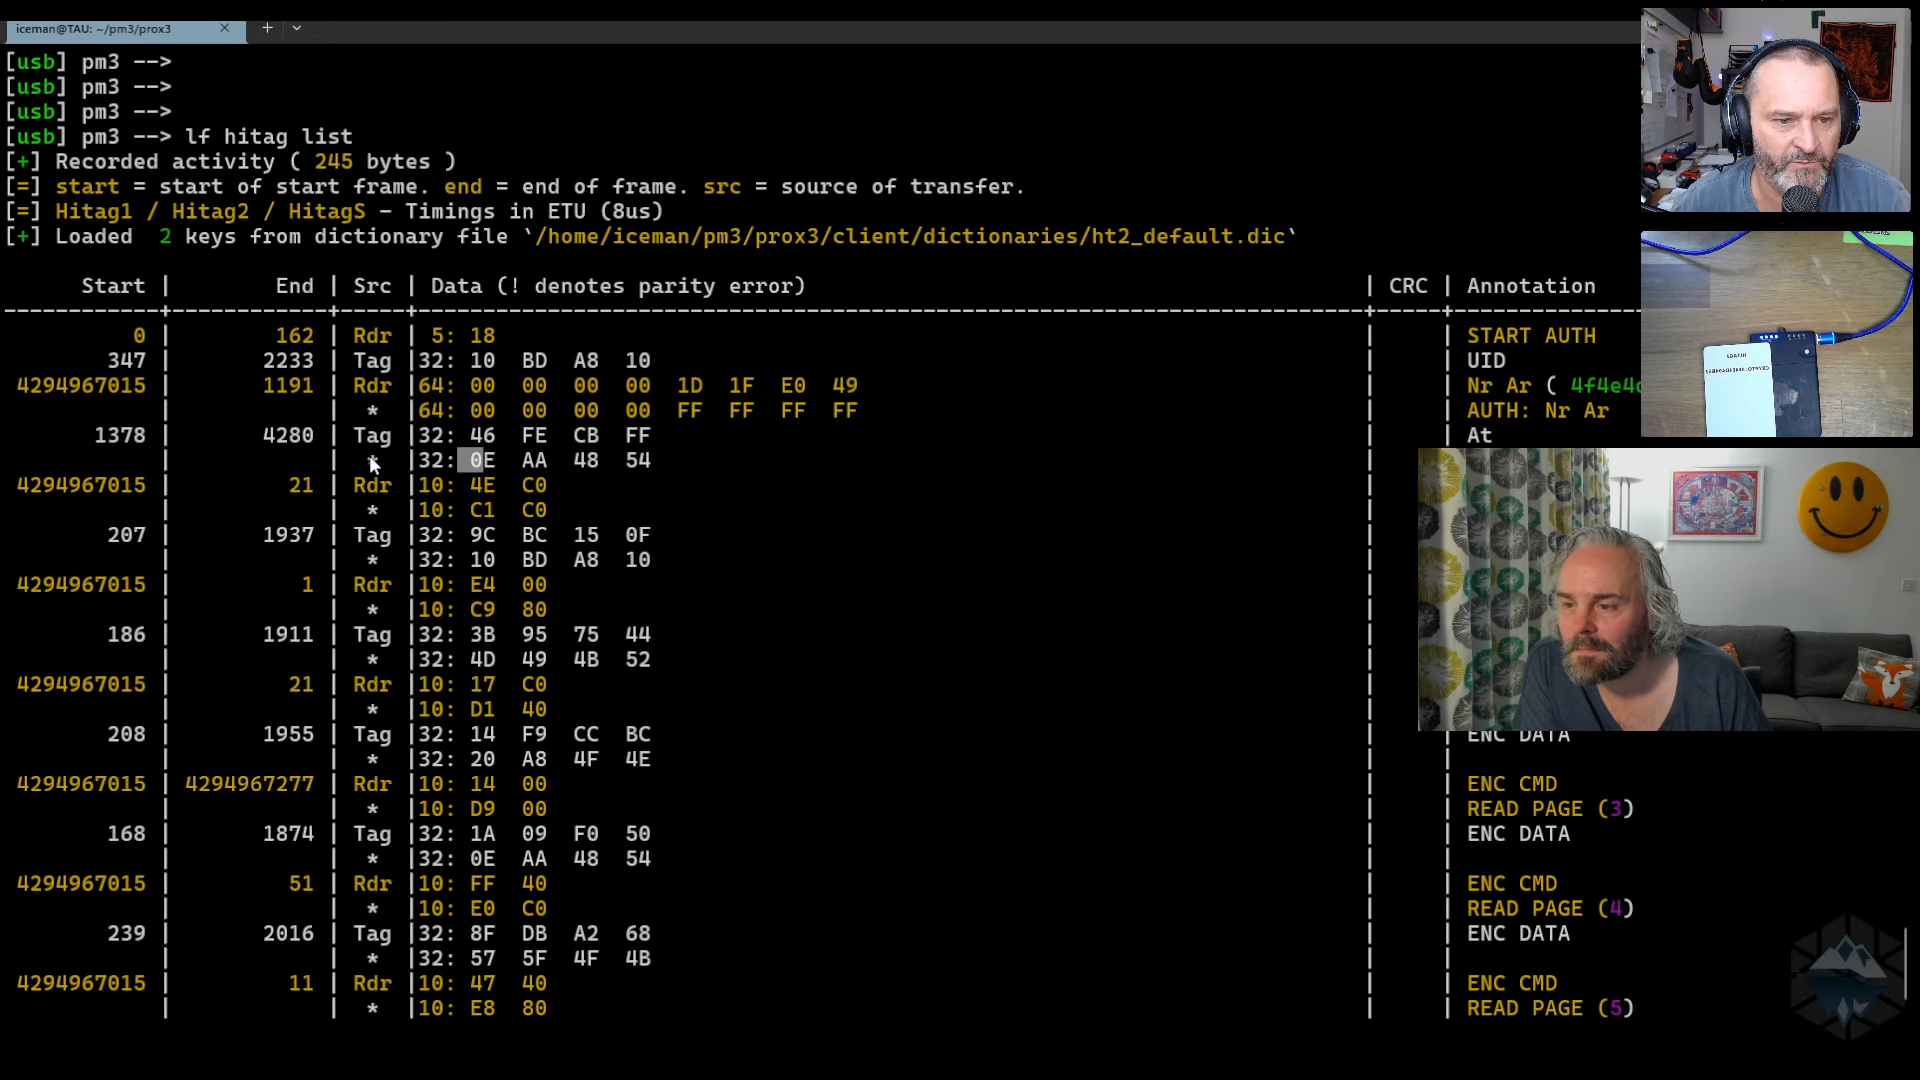 iceman@TAU: ~/pm3/prox3
[usb] pm3 -->
[usb] pm3 -->
[usb] pm3 -->
[usb] pm3 --> lf hitag list
[+] Recorded activity ( 245 bytes )
[=] start = start of start frame. end = end of frame. src = source of transfer.
[=] Hitag1 / Hitag2 / HitagS - Timings in ETU (8us)
[+] Loaded 2 keys from dictionary file `/home/iceman/pm3/prox3/client/dictionaries/ht2_default.dic`
Start | End | Src | Data (! denotes parity error) | CRC | Annotation
0 | 162 | Rdr | 5: 18 | | START AUTH
347 | 2233 | Tag |32: 10 BD A8 10 | | UID
4294967015 | 1191 | Rdr |64: 00 00 00 00 1D 1F E0 49 | | Nr Ar ( 4f4e4
| | * |64: 00 00 00 00 FF FF FF FF | | AUTH: Nr Ar
1378 | 4280 | Tag |32: 46 FE CB FF | | At
| | * |32: 0E AA 48 54
4294967015 | 21 | Rdr |10: 4E C0
| | * |10: C1 C0
207 | 1937 | Tag |32: 9C BC 15 0F
| | * |32: 10 BD A8 10
4294967015 | 1 | Rdr |10: E4 00
| | * |10: C9 80
186 | 1911 | Tag |32: 3B 95 75 44
| | * |32: 4D 49 4B 52
4294967015 | 21 | Rdr |10: 17 C0
| | * |10: D1 40
208 | 1955 | Tag |32: 14 F9 CC BC | | ENC DATA
| | * |32: 20 A8 4F 4E | |
4294967015 | 4294967277 | Rdr |10: 14 00 | | ENC CMD
| | * |10: D9 00 | | READ PAGE (3)
168 | 1874 | Tag |32: 1A 09 F0 50 | | ENC DATA
| | * |32: 0E AA 48 54 | |
4294967015 | 51 | Rdr |10: FF 40 | | ENC CMD
| | * |10: E0 C0 | | READ PAGE (4)
239 | 2016 | Tag |32: 8F DB A2 68 | | ENC DATA
| | * |32: 57 5F 4F 4B | |
4294967015 | 11 | Rdr |10: 47 40 | | ENC CMD
| | * |10: E8 80 | | READ PAGE (5)